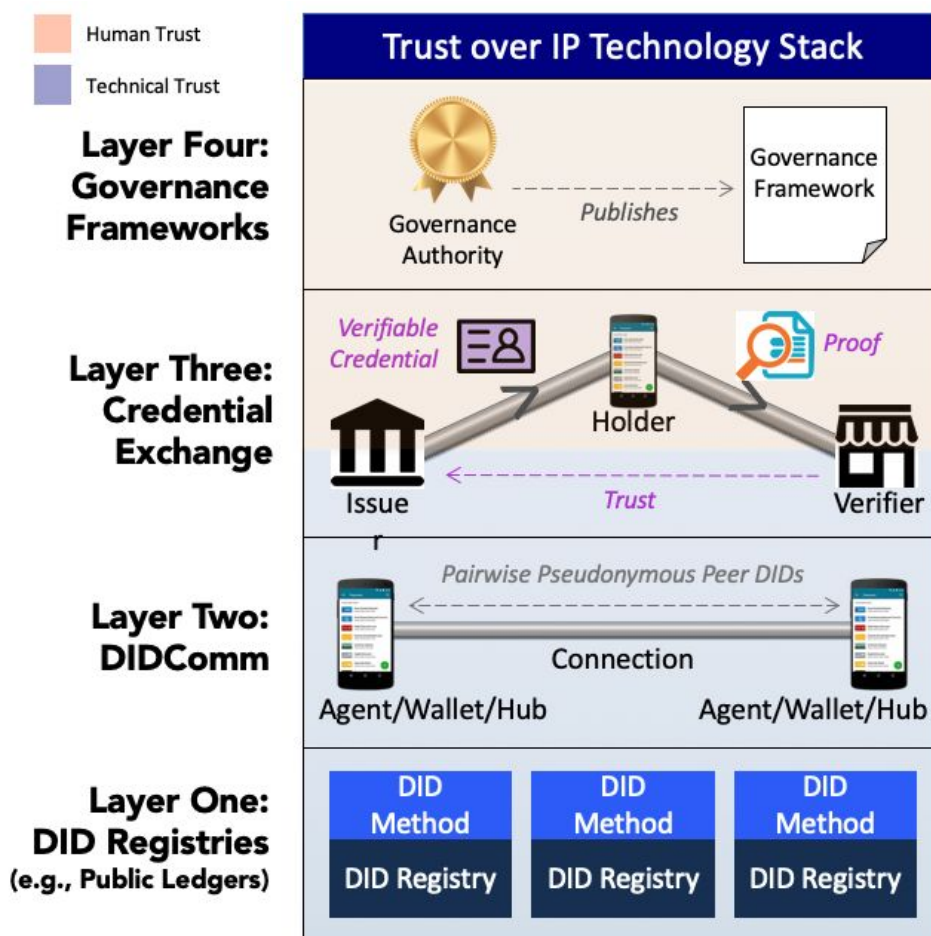 Human Trust
Technical Trust
Trust over IP Technology Stack
Layer Four:
Governance
Frameworks
Governance
Authority
Publishes
Governance
Framework
Layer Three:
Credential
Exchange
Verifiable
Credential
Proof
Holder
Issue
r
Trust
Verifier
Layer Two:
DIDComm
Pairwise Pseudonymous Peer DIDs
Connection
Agent/Wallet/Hub
Agent/Wallet/Hub
Layer One:
DID Registries
(e.g., Public Ledgers)
DID
Method
DID Registry
DID
Method
DID Registry
DID
Method
DID Registry